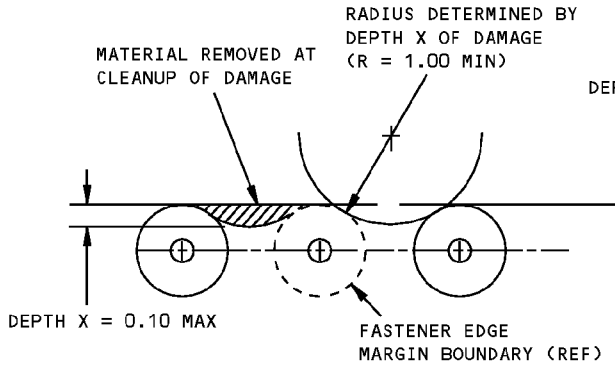 RADIUS DETERMINED BY
DEPTH X OF DAMAGE
(R = 1.00 MIN)
MATERIAL REMOVED AT
CLEANUP OF DAMAGE
DEPTH X = 0.10 MAX
FASTENER EDGE
MARGIN BOUNDARY (REF)